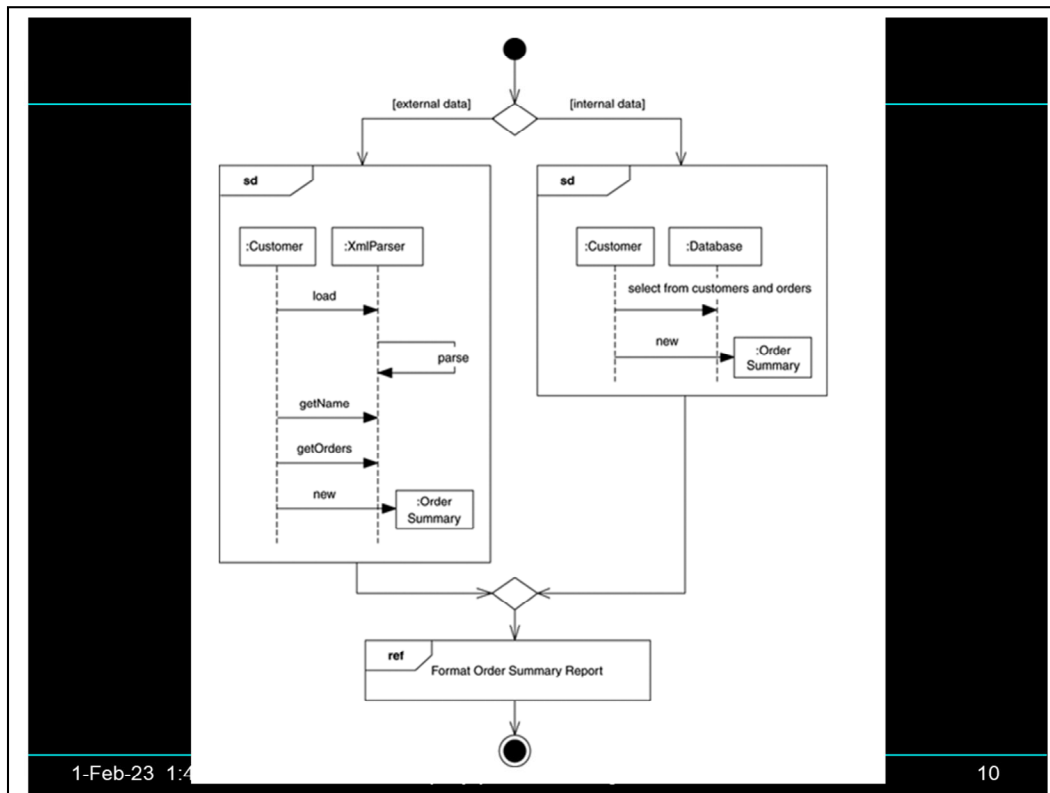 [external data]
[internal data]
sd
:Customer
:XmlParser
load
parse
getName
getOrders
new
:Order
Summary
sd
:Customer
:Database
select from customers and orders
new
:Order
Summary
ref
Format Order Summary Report
1-Feb-23 1:4
10